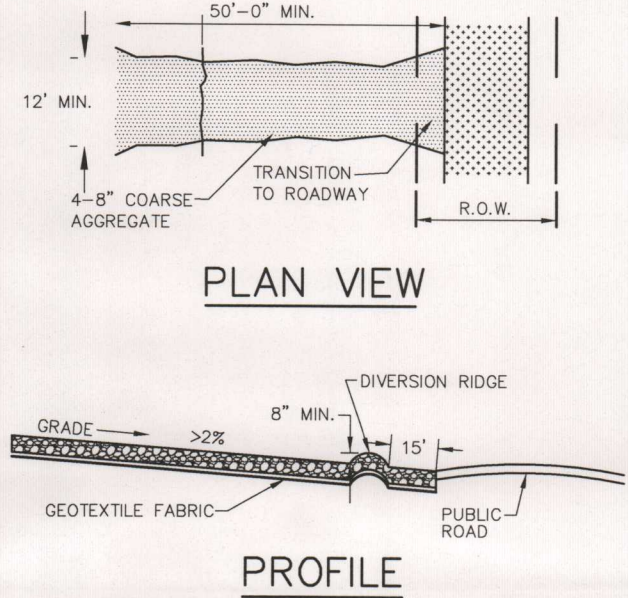 50'-0" MIN.
12' MIN.
4-8" COARSE
AGGREGATE
TRANSITION
TO ROADWAY
R.O.W.
PLAN VIEW
DIVERSION RIDGE
8" MIN.
GRADE
>2%
15'
GEOTEXTILE FABRIC
PUBLIC
ROAD
PROFILE